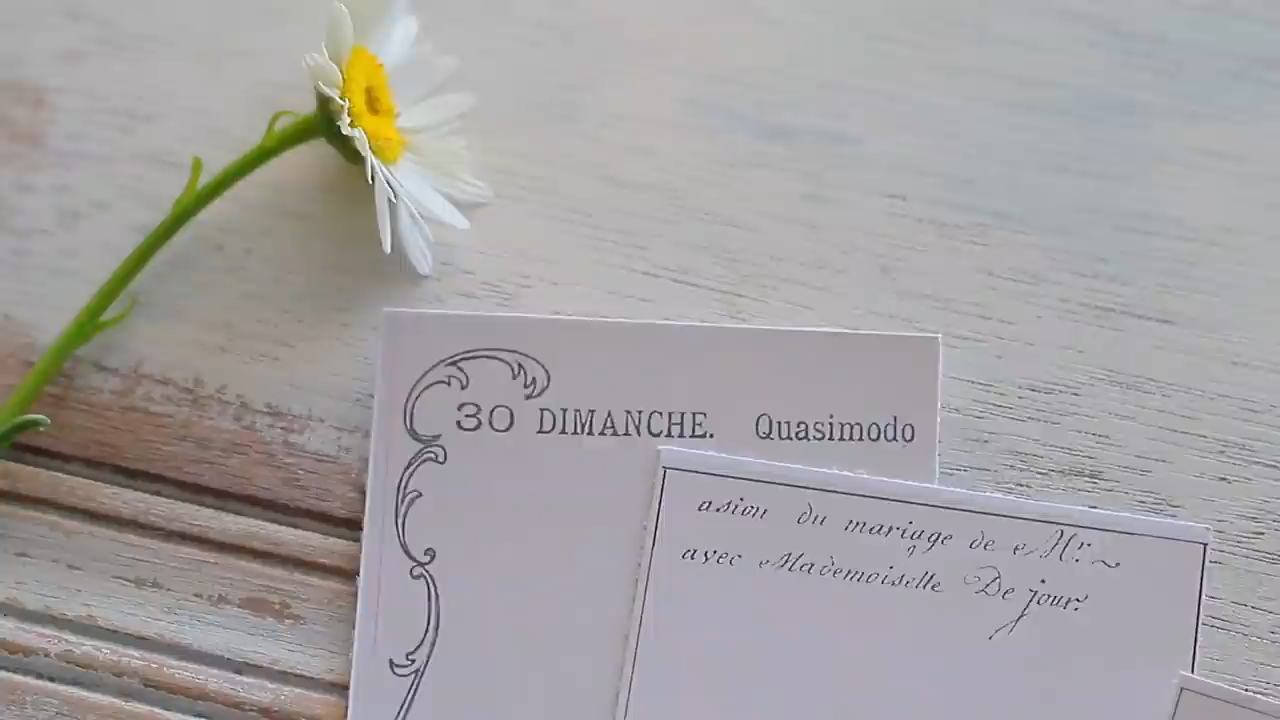 30 DIMANCHE. Quasimodo
asion du mariage de Mr.
avec Mademoiselle De jour.